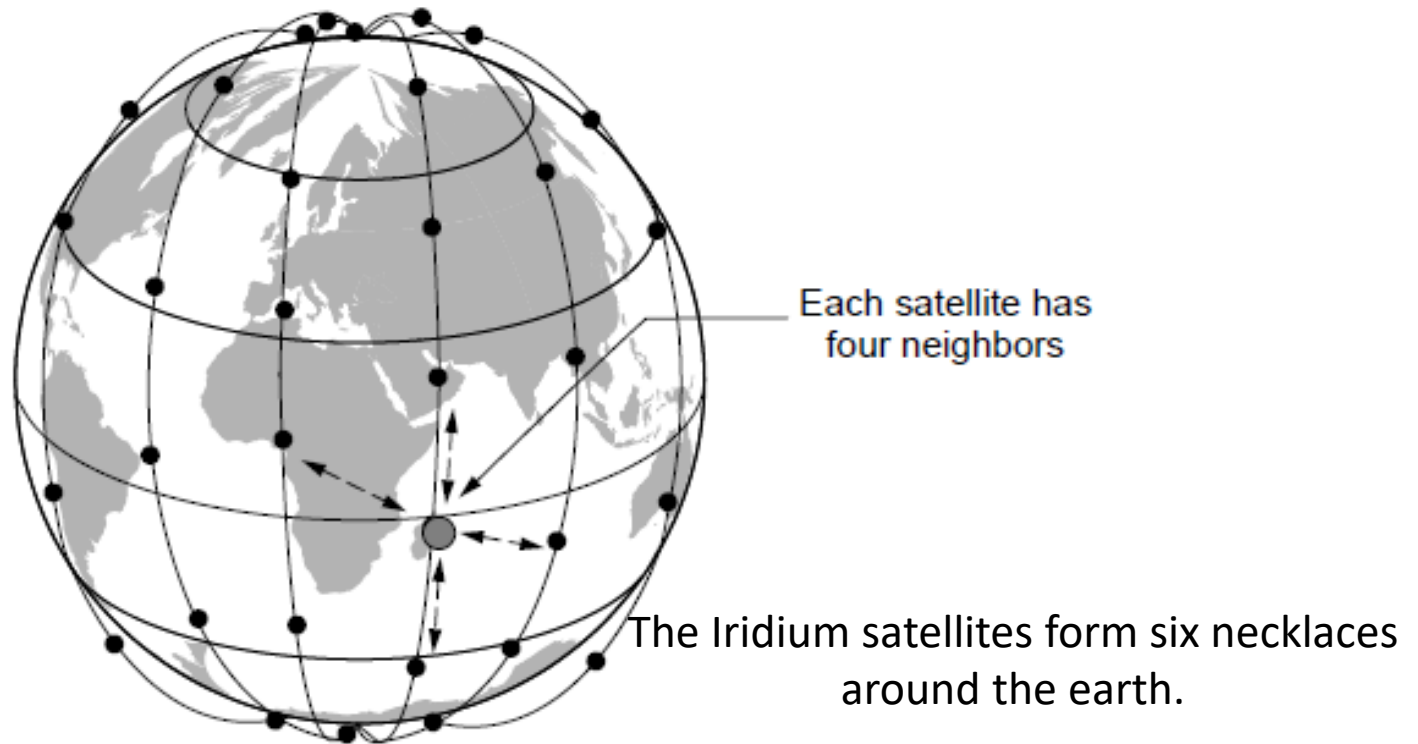 Each satellite has
four neighbors
The Iridium satellites form six necklaces
around the earth.